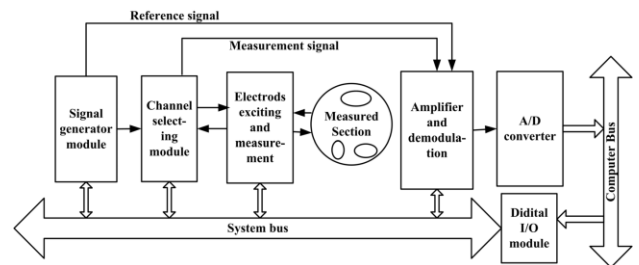 Reference signal
Measurement signal
Signal
generator
module
Channel
select-
ing
module
Electrods
exciting
and
measure-
ment
Measured
Section
Amplifier
and
demodula-
tion
A/D
converter
Computer Bus
System bus
Didital
I/O
module